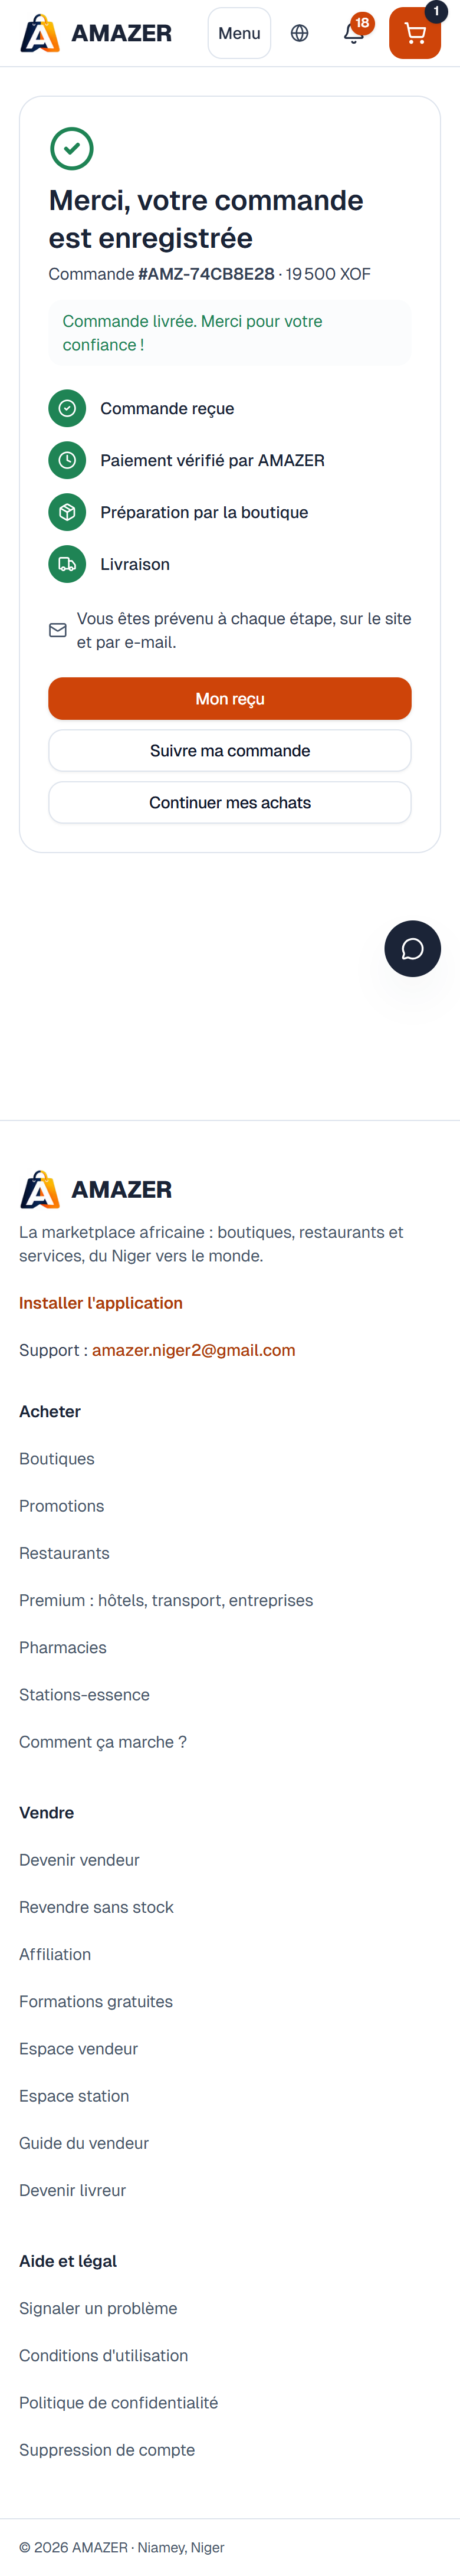 AMAZER
Menu
18
1
Merci, votre commande
est enregistrée
Commande #AMZ-74CB8E28 · 19 500 XOF
Commande livrée. Merci pour votre
confiance !
Commande reçue
Paiement vérifié par AMAZER
Préparation par la boutique
Livraison
Vous êtes prévenu à chaque étape, sur le site
et par e-mail.
Mon reçu
Suivre ma commande
Continuer mes achats
AMAZER
La marketplace africaine : boutiques, restaurants et
services, du Niger vers le monde.
Installer l'application
Support : amazer.niger2@gmail.com
Acheter
Boutiques
Promotions
Restaurants
Premium : hôtels, transport, entreprises
Pharmacies
Stations-essence
Comment ça marche ?
Vendre
Devenir vendeur
Revendre sans stock
Affiliation
Formations gratuites
Espace vendeur
Espace station
Guide du vendeur
Devenir livreur
Aide et légal
Signaler un problème
Conditions d'utilisation
Politique de confidentialité
Suppression de compte
© 2026 AMAZER · Niamey, Niger